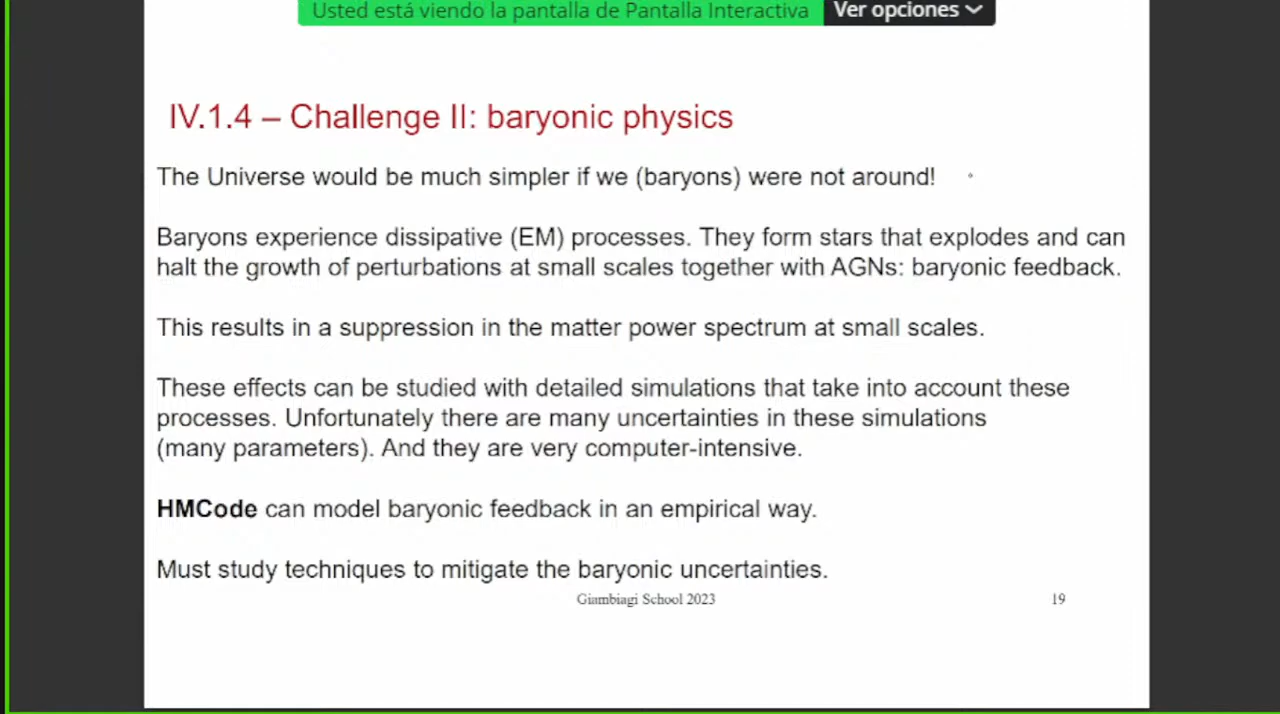 Usted está viendo la pantalla de Pantalla Interactiva Ver opciones
IV.1.4 – Challenge II: baryonic physics
The Universe would be much simpler if we (baryons) were not around!
Baryons experience dissipative (EM) processes. They form stars that explodes and can
halt the growth of perturbations at small scales together with AGNs: baryonic feedback.
This results in a suppression in the matter power spectrum at small scales.
These effects can be studied with detailed simulations that take into account these
processes. Unfortunately there are many uncertainties in these simulations
(many parameters). And they are very computer-intensive.
HMCode can model baryonic feedback in an empirical way.
Must study techniques to mitigate the baryonic uncertainties.
Giambiagi School 2023 19